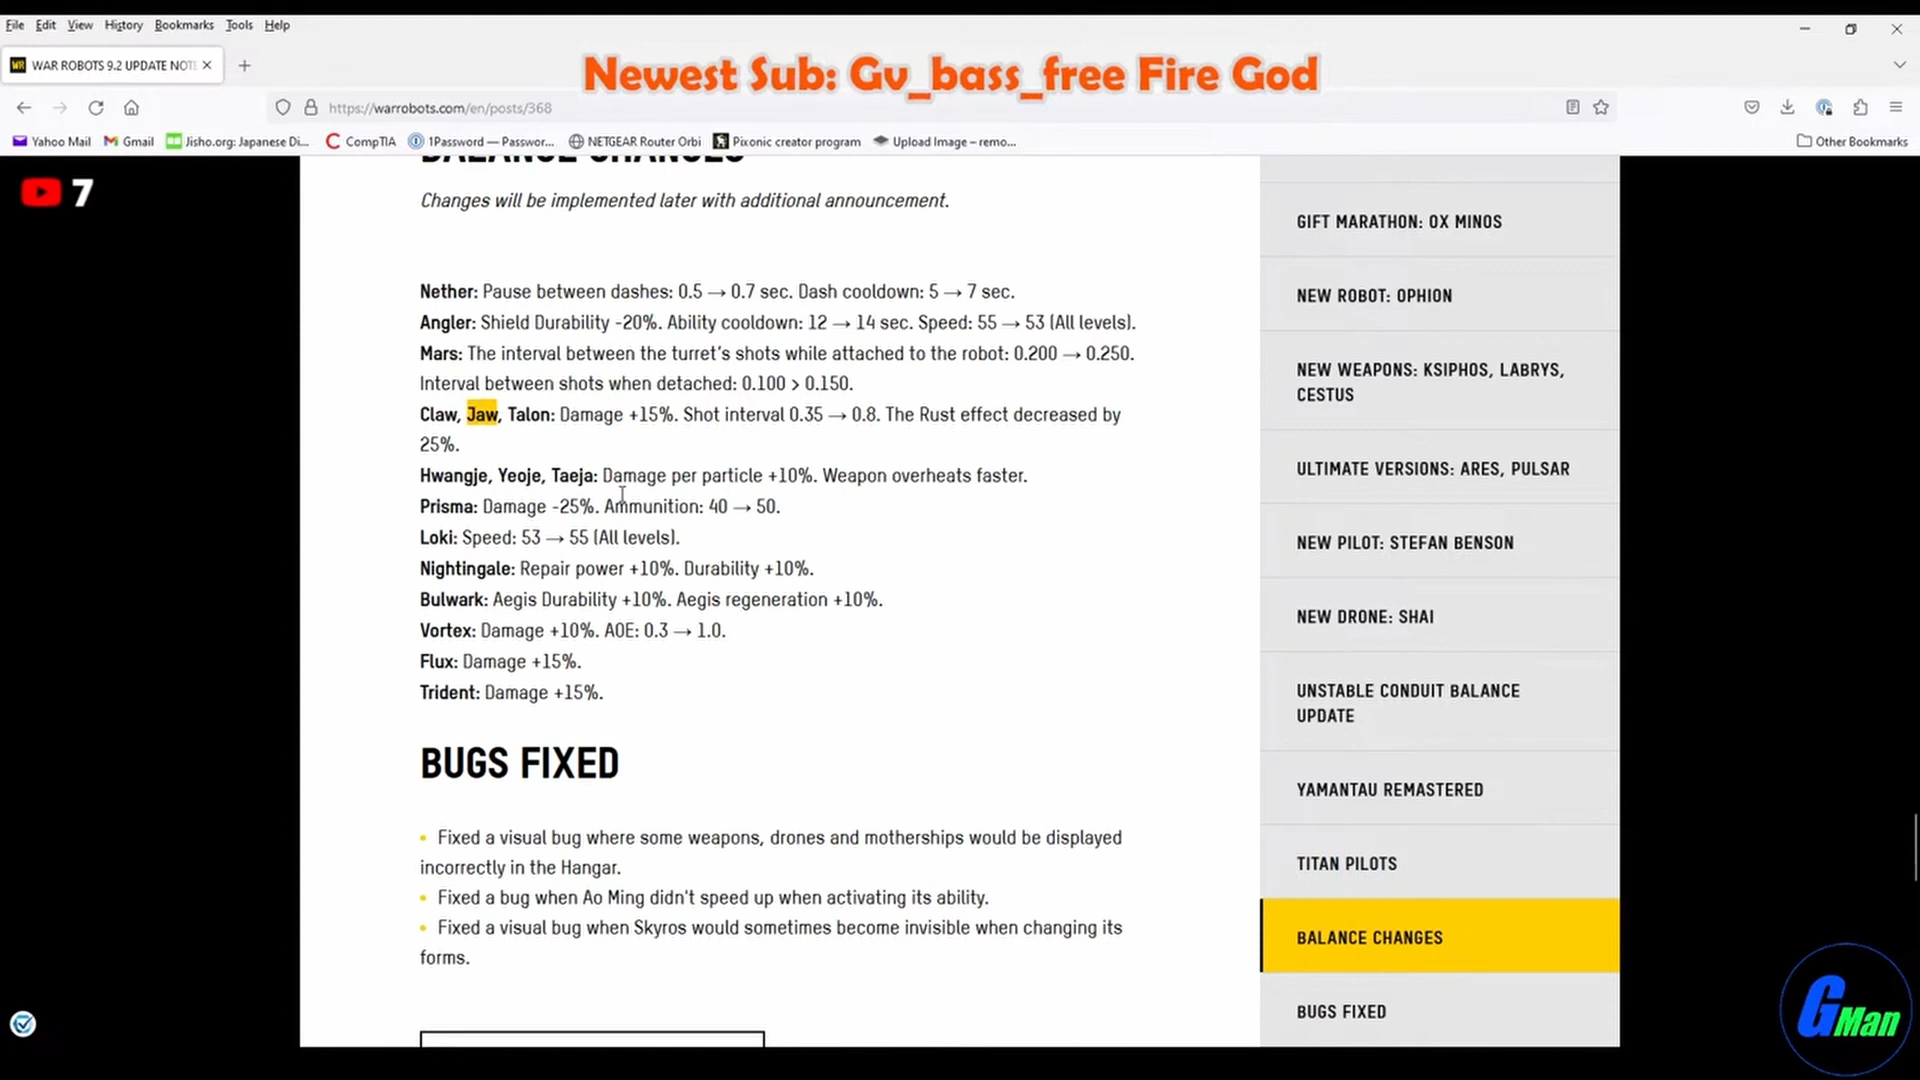 File Edit View History Bookmarks Tools Help
WAR ROBOTS 9.2 UPDATE NOT
Newest Sub: Gv_bass_free Fire God
https://warrobots.com/en/posts/368
Yahoo Mail Gmail Jisho.org: Japanese Di... CompTIA 1Password — Passwor... NETGEAR Router Orbi Pixonic creator program Upload Image – remo... Other Bookmarks
7
BALANCE CHANGES
Changes will be implemented later with additional announcement.
Nether: Pause between dashes: 0.5 → 0.7 sec. Dash cooldown: 5 → 7 sec.
Angler: Shield Durability -20%. Ability cooldown: 12 → 14 sec. Speed: 55 → 53 (All levels).
Mars: The interval between the turret's shots while attached to the robot: 0.200 → 0.250.
Interval between shots when detached: 0.100 > 0.150.
Claw, Jaw, Talon: Damage +15%. Shot interval 0.35 → 0.8. The Rust effect decreased by
25%.
Hwangje, Yeoje, Taeja: Damage per particle +10%. Weapon overheats faster.
Prisma: Damage -25%. Ammunition: 40 → 50.
Loki: Speed: 53 → 55 (All levels).
Nightingale: Repair power +10%. Durability +10%.
Bulwark: Aegis Durability +10%. Aegis regeneration +10%.
Vortex: Damage +10%. AOE: 0.3 → 1.0.
Flux: Damage +15%.
Trident: Damage +15%.
BUGS FIXED
• Fixed a visual bug where some weapons, drones and motherships would be displayed
incorrectly in the Hangar.
• Fixed a bug when Ao Ming didn't speed up when activating its ability.
• Fixed a visual bug when Skyros would sometimes become invisible when changing its
forms.
GIFT MARATHON: OX MINOS
NEW ROBOT: OPHION
NEW WEAPONS: KSIPHOS, LABRYS,
CESTUS
ULTIMATE VERSIONS: ARES, PULSAR
NEW PILOT: STEFAN BENSON
NEW DRONE: SHAI
UNSTABLE CONDUIT BALANCE
UPDATE
YAMANTAU REMASTERED
TITAN PILOTS
BALANCE CHANGES
BUGS FIXED
GMan